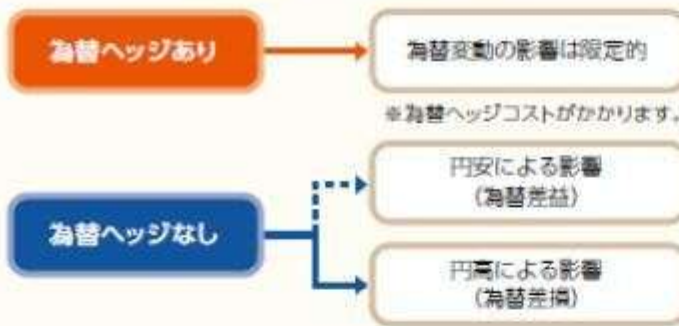 為替ヘッジあり
為替変動の影響は限定的
※為替ヘッジコストがかかります。
為替ヘッジなし
円安による影響
(為替差益)
円高による影響
(為替差損)